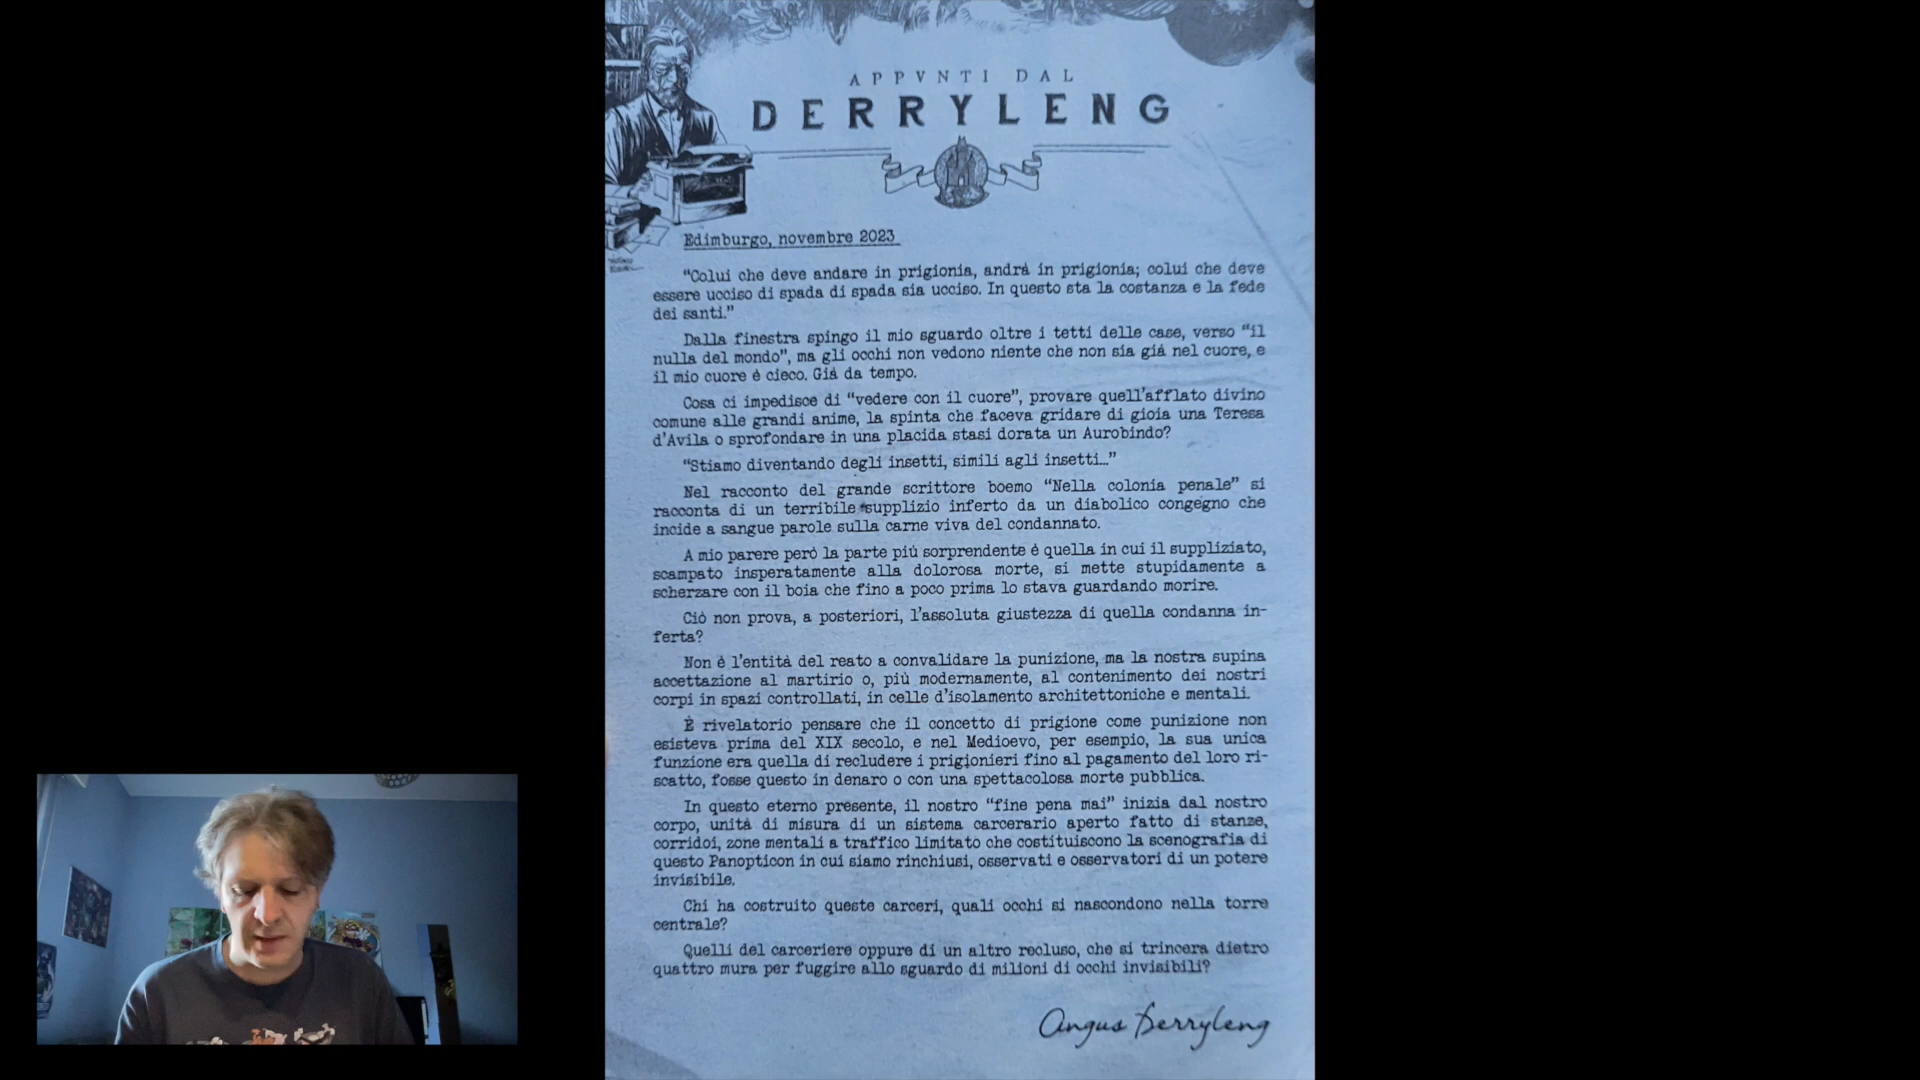 APPVNTI DAL
DERRYLENG
Edimburgo, novembre 2023
“Colui che deve andare in prigionia, andrà in prigionia; colui che deve
essere ucciso di spada di spada sia ucciso. In questo sta la costanza e la fede
dei santi.”
Dalla finestra spingo il mio sguardo oltre i tetti delle case, verso “il
nulla del mondo”, ma gli occhi non vedono niente che non sia già nel cuore, e
il mio cuore è cieco. Già da tempo.
Cosa ci impedisce di “vedere con il cuore”, provare quell’afflato divino
comune alle grandi anime, la spinta che faceva gridare di gioia una Teresa
d’Avila o sprofondare in una placida stasi dorata un Aurobindo?
“Stiamo diventando degli insetti, simili agli insetti…”
Nel racconto del grande scrittore boemo “Nella colonia penale” si
racconta di un terribile supplizio inferto da un diabolico congegno che
incide a sangue parole sulla carne viva del condannato.
A mio parere però la parte più sorprendente è quella in cui il suppliziato,
scampato insperatamente alla dolorosa morte, si mette stupidamente a
scherzare con il boia che fino a poco prima lo stava guardando morire.
Ciò non prova, a posteriori, l’assoluta giustezza di quella condanna in-
ferta?
Non è l’entità del reato a convalidare la punizione, ma la nostra supina
accettazione al martirio o, più modernamente, al contenimento dei nostri
corpi in spazi controllati, in celle d’isolamento architettoniche e mentali.
È rivelatorio pensare che il concetto di prigione come punizione non
esisteva prima del XIX secolo, e nel Medioevo, per esempio, la sua unica
funzione era quella di recludere i prigionieri fino al pagamento del loro ri-
scatto, fosse questo in denaro o con una spettacolosa morte pubblica.
In questo eterno presente, il nostro “fine pena mai” inizia dal nostro
corpo, unità di misura di un sistema carcerario aperto fatto di stanze,
corridoi, zone mentali a traffico limitato che costituiscono la scenografia di
questo Panopticon in cui siamo rinchiusi, osservati e osservatori di un potere
invisibile.
Chi ha costruito queste carceri, quali occhi si nascondono nella torre
centrale?
Quelli del carceriere oppure di un altro recluso, che si trincera dietro
quattro mura per fuggire allo sguardo di milioni di occhi invisibili?
Angus Derryleng